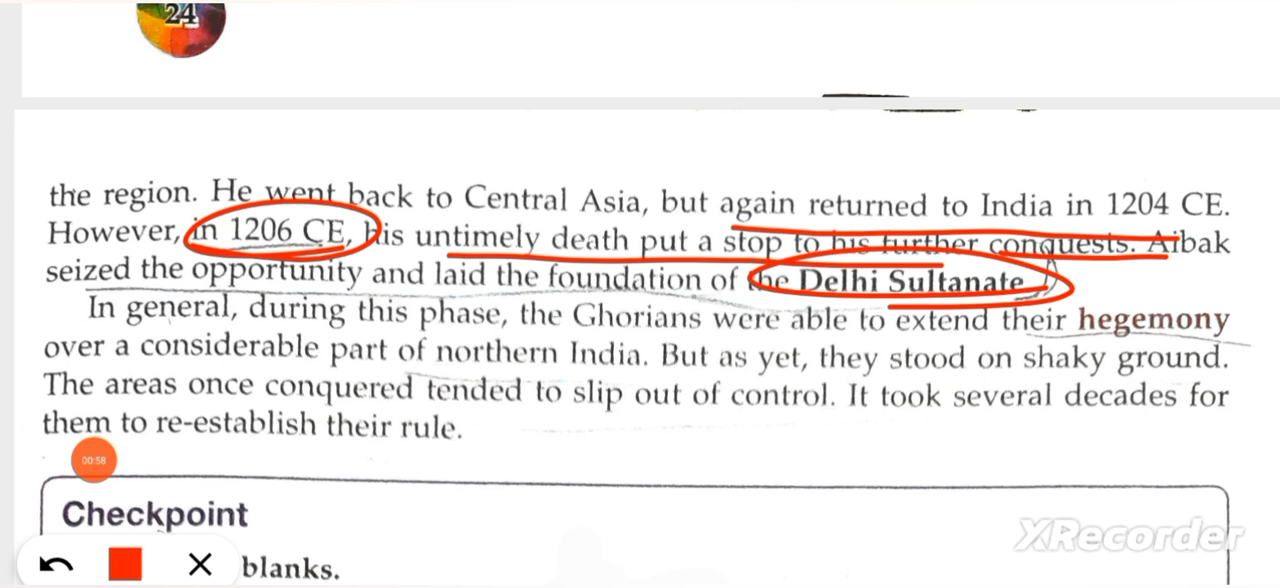 24
the region. He went back to Central Asia, but again returned to India in 1204 CE.
However, in 1206 CE, his untimely death put a stop to his further conquests. Aibak
seized the opportunity and laid the foundation of the Delhi Sultanate.
In general, during this phase, the Ghorians were able to extend their hegemony
over a considerable part of northern India. But as yet, they stood on shaky ground.
The areas once conquered tended to slip out of control. It took several decades for
them to re-establish their rule.
00:58
Checkpoint
XRecorder
blanks.